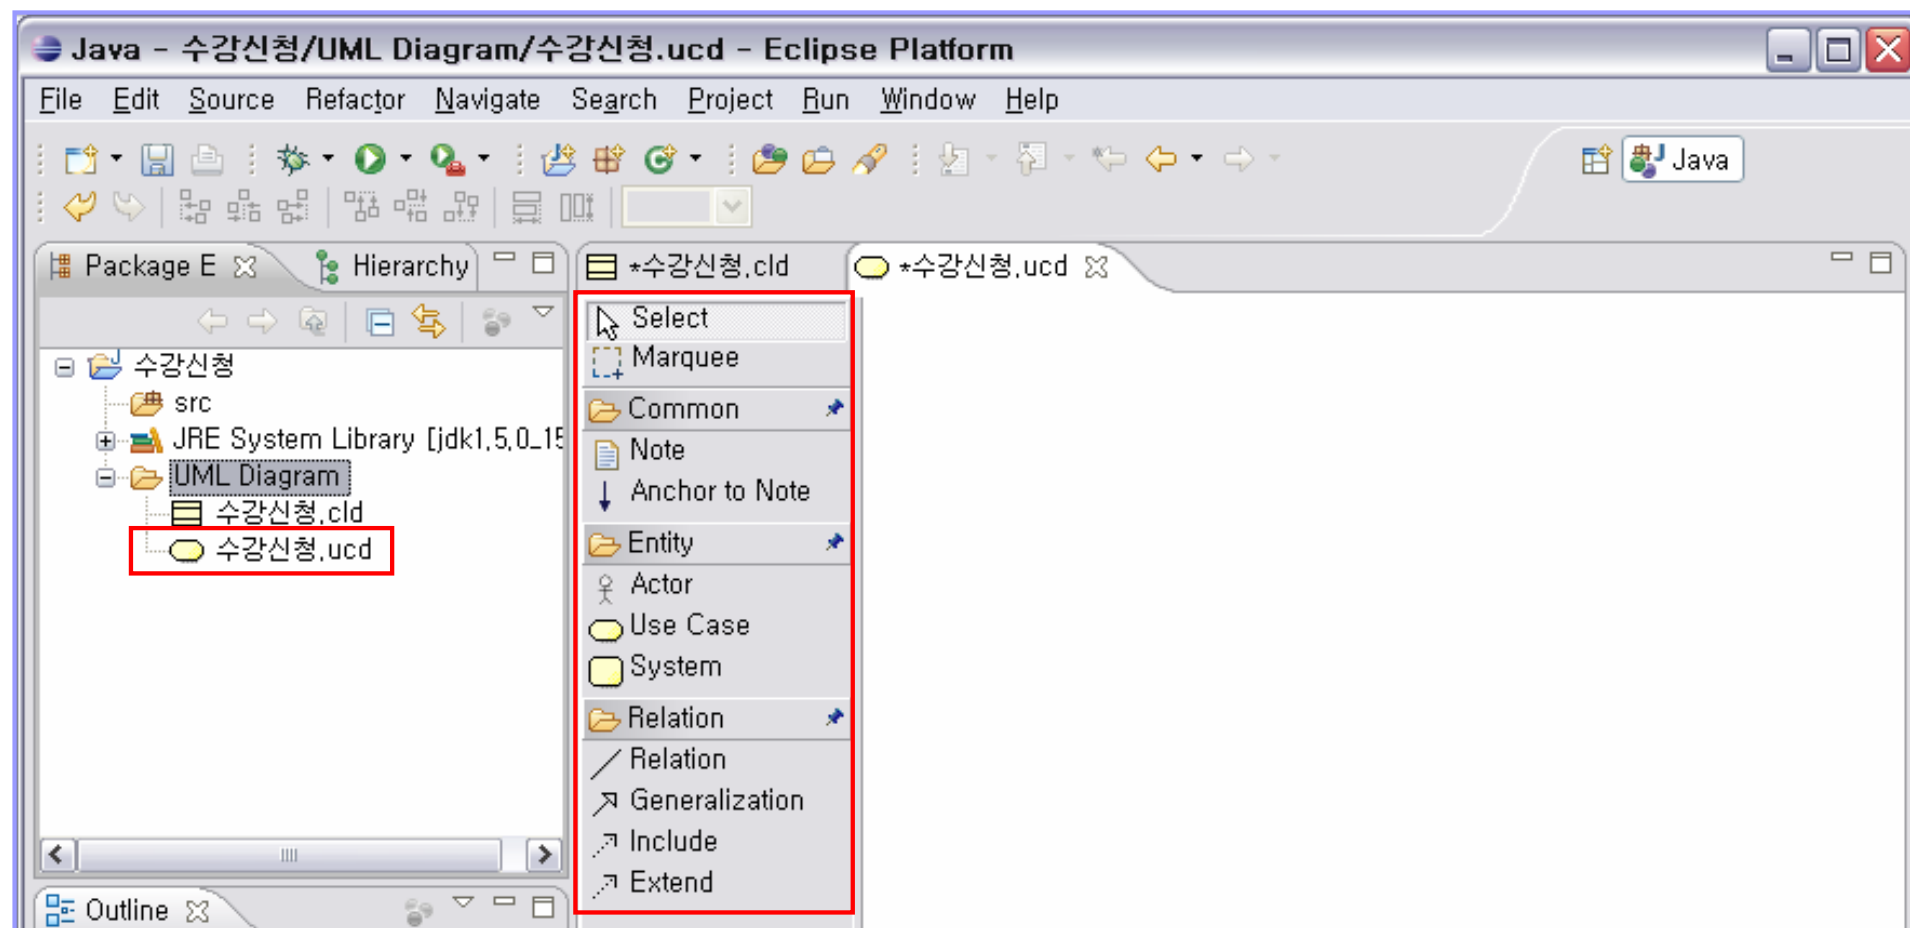 Java - 수강신청/UML Diagram/수강신청.ucd - Eclipse Platform
File Edit Source Refactor Navigate Search Project Run Window Help
Java
Package E Hierarchy
*수강신청.cld *수강신청.ucd
수강신청
src
JRE System Library [jdk1.5.0_15
UML Diagram
수강신청.cld
수강신청.ucd
Outline
Select
Marquee
Common
Note
Anchor to Note
Entity
Actor
Use Case
System
Relation
Relation
Generalization
Include
Extend